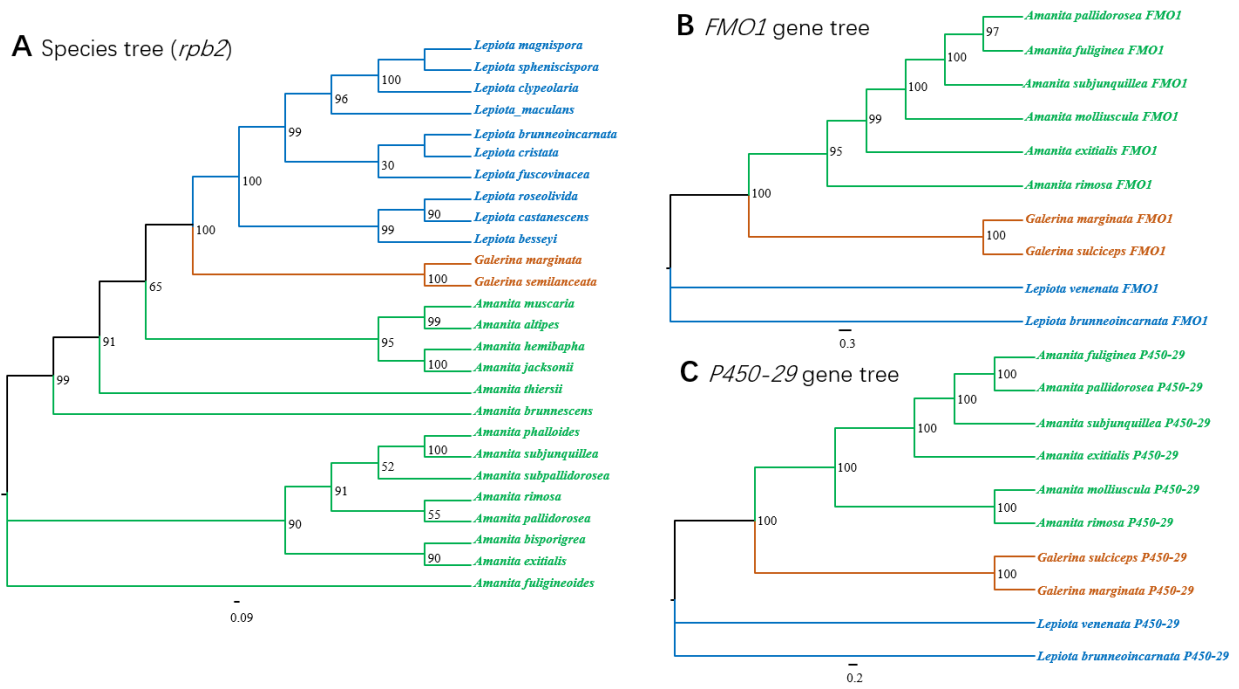 A Species tree (rpb2)
Lepiota magnispora
Lepiota spheniscispora
100
Lepiota clypeolaria
96
Lepiota_maculans
99
Lepiota brunneoincarnata
Lepiota cristata
30
Lepiota fuscovinacea
100
Lepiota roseolivida
90
Lepiota castanescens
99
Lepiota besseyi
100
Galerina marginata
100
Galerina semilanceata
65
Amanita muscaria
99
Amanita altipes
95
Amanita hemibapha
100
Amanita jacksonii
91
Amanita thiersii
99
Amanita brunnescens
Amanita phalloides
100
Amanita subjunquillea
52
Amanita subpallidorosea
91
Amanita rimosa
55
Amanita pallidorosea
90
Amanita bisporigrea
90
Amanita exitialis
Amanita fuligineoides
0.09
B FMO1 gene tree
Amanita pallidorosea FMO1
97
Amanita fuliginea FMO1
100
Amanita subjunquillea FMO1
100
Amanita molliuscula FMO1
99
Amanita exitialis FMO1
95
Amanita rimosa FMO1
100
Galerina marginata FMO1
100
Galerina sulciceps FMO1
Lepiota venenata FMO1
Lepiota brunneoincarnata FMO1
0.3
C P450-29 gene tree
Amanita fuliginea P450-29
100
Amanita pallidorosea P450-29
100
Amanita subjunquillea P450-29
100
Amanita exitialis P450-29
100
Amanita molliuscula P450-29
100
Amanita rimosa P450-29
100
Galerina sulciceps P450-29
100
Galerina marginata P450-29
Lepiota venenata P450-29
Lepiota brunneoincarnata P450-29
0.2